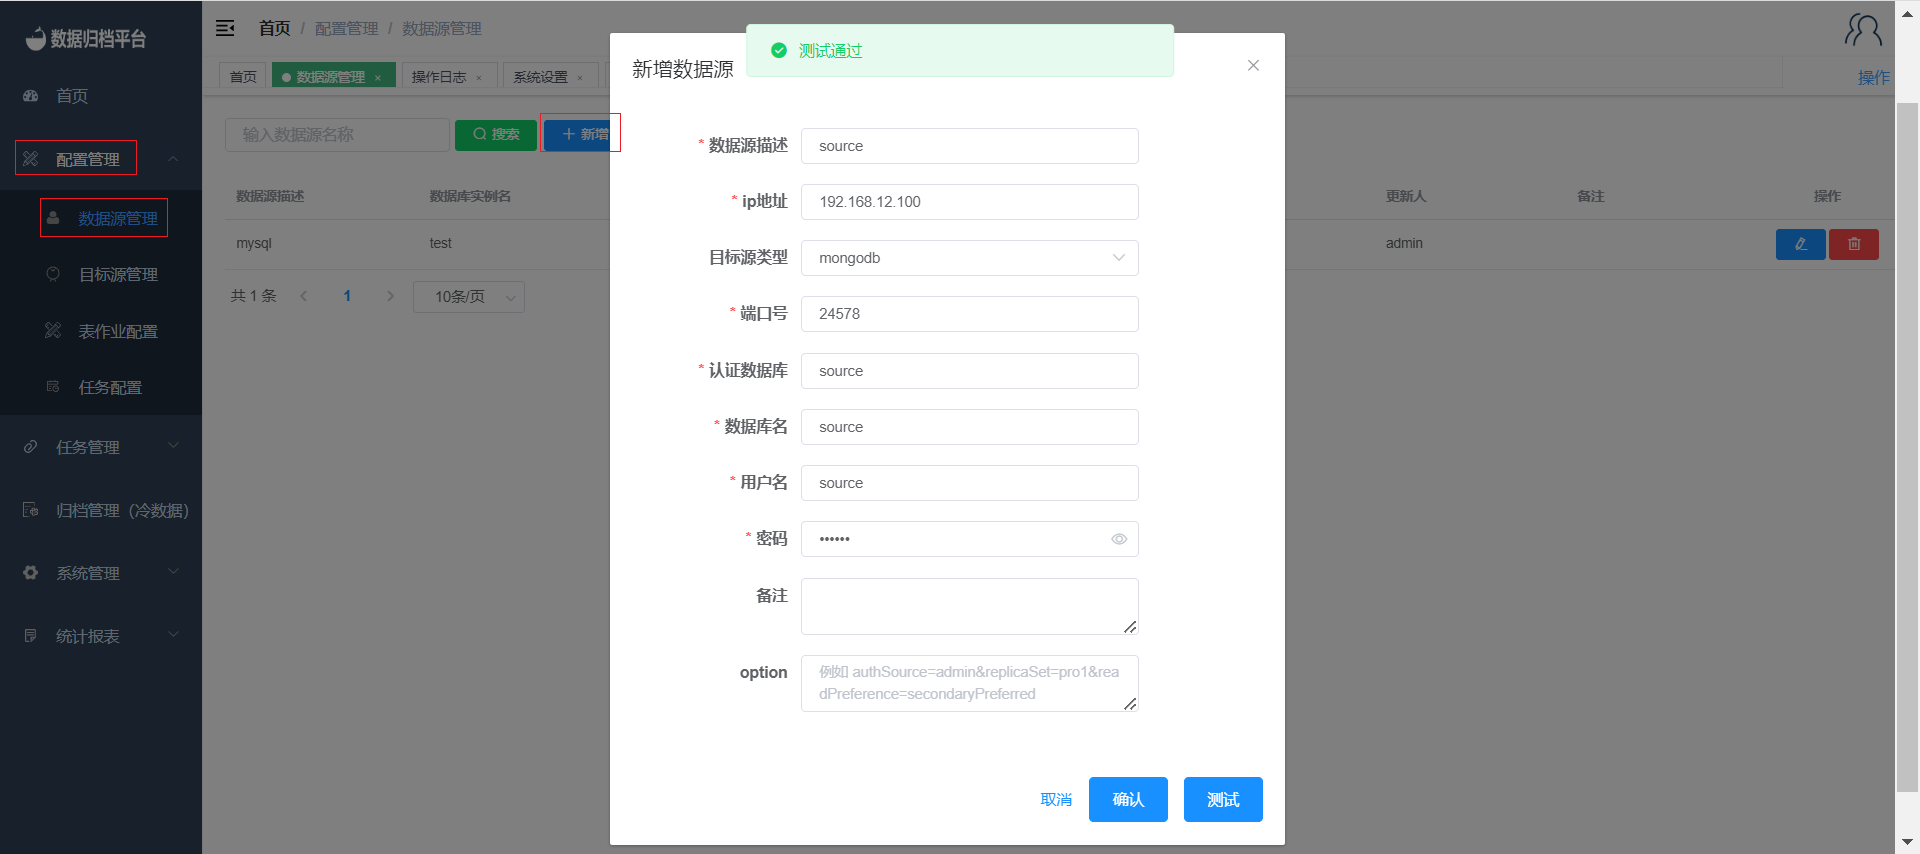 数据归档平台
首页
配置管理
数据源管理
目标源管理
表作业配置
任务配置
任务管理
归档管理（冷数据）
系统管理
统计报表
首页 / 配置管理 / 数据源管理
首页
数据源管理 ×
操作日志 ×
系统设置 ×
操作
输入数据源名称
搜索
+ 新增
数据源描述 数据库实例名 更新人 备注 操作
mysql test admin
共 1 条 1 10条/页
新增数据源
测试通过
* 数据源描述 source
* ip地址 192.168.12.100
目标源类型 mongodb
* 端口号 24578
* 认证数据库 source
* 数据库名 source
* 用户名 source
* 密码 ••••••
备注
option 例如 authSource=admin&replicaSet=pro1&rea
dPreference=secondaryPreferred
取消 确认 测试